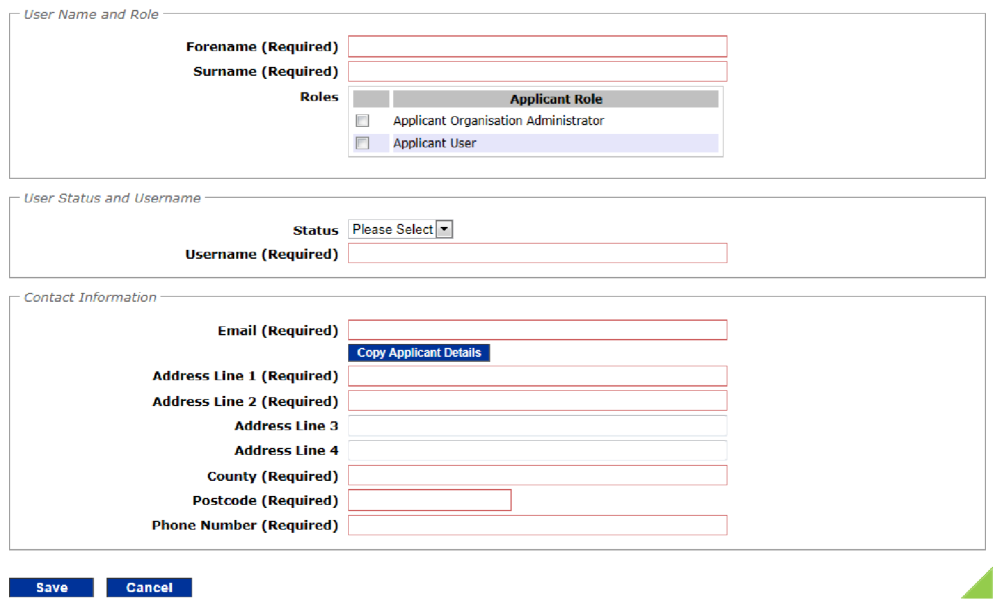 User Name and Role
Forename (Required)
Surname (Required)
Roles
Applicant Role
Applicant Organisation Administrator
Applicant User
User Status and Username
Status Please Select
Username (Required)
Contact Information
Email (Required)
Copy Applicant Details
Address Line 1 (Required)
Address Line 2 (Required)
Address Line 3
Address Line 4
County (Required)
Postcode (Required)
Phone Number (Required)
Save Cancel